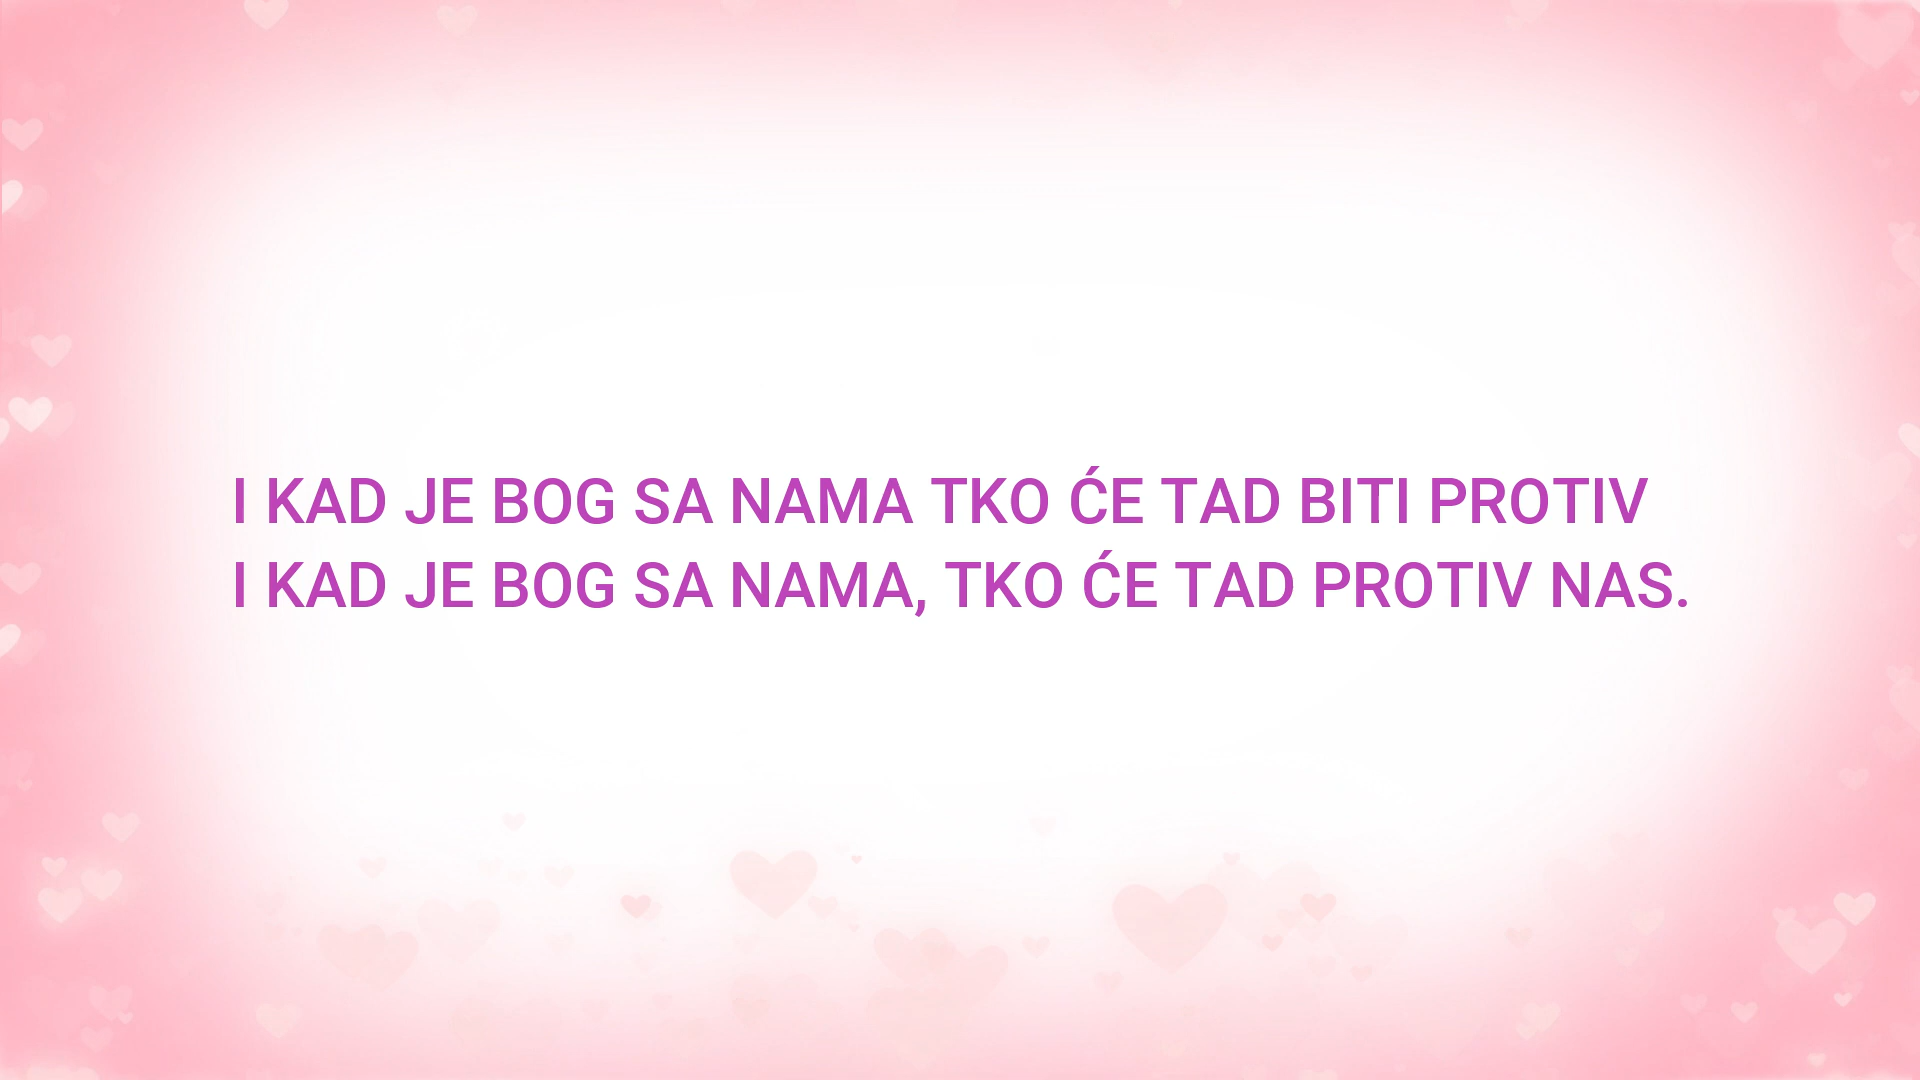 I KAD JE BOG SA NAMA TKO ĆE TAD BITI PROTIV
I KAD JE BOG SA NAMA, TKO ĆE TAD PROTIV NAS.